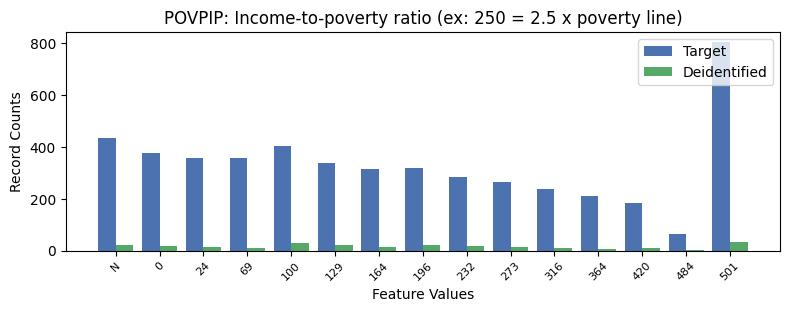 POVPIP: Income-to-poverty ratio (ex: 250 = 2.5 x poverty line)
Target
Deidentified
Record Counts
800
600
400
200
0
N 0 24 69 100 129 164 196 232 273 316 364 420 484 501
Feature Values